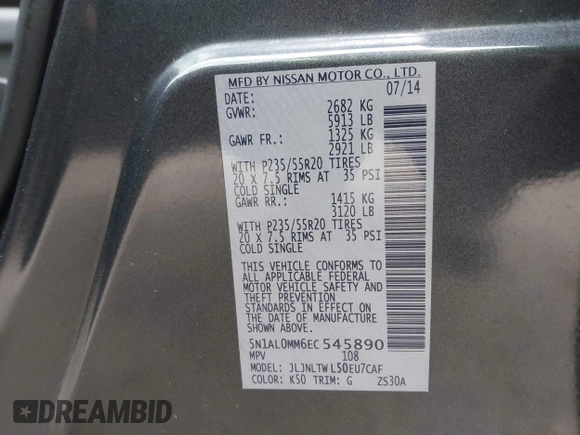 MFD BY NISSAN MOTOR CO., LTD.
DATE: 07/14
GVWR: 2682 KG
5913 LB
GAWR FR.: 1325 KG
2921 LB
WITH P235/55R20 TIRES
20 X 7.5 RIMS AT 35 PSI
COLD SINGLE
GAWR RR.: 1415 KG
3120 LB
WITH P235/55R20 TIRES
20 X 7.5 RIMS AT 35 PSI
COLD SINGLE
THIS VEHICLE CONFORMS TO
ALL APPLICABLE FEDERAL
MOTOR VEHICLE SAFETY AND
THEFT PREVENTION
STANDARDS IN EFFECT ON
THE DATE OF MANUFACTURE
SHOWN ABOVE.
5N1AL0MM6EC 545890
MPV 108
MODEL: JLJNLTW L50EU7CAF
COLOR: K50 TRIM: G ZS30A
DREAMBID